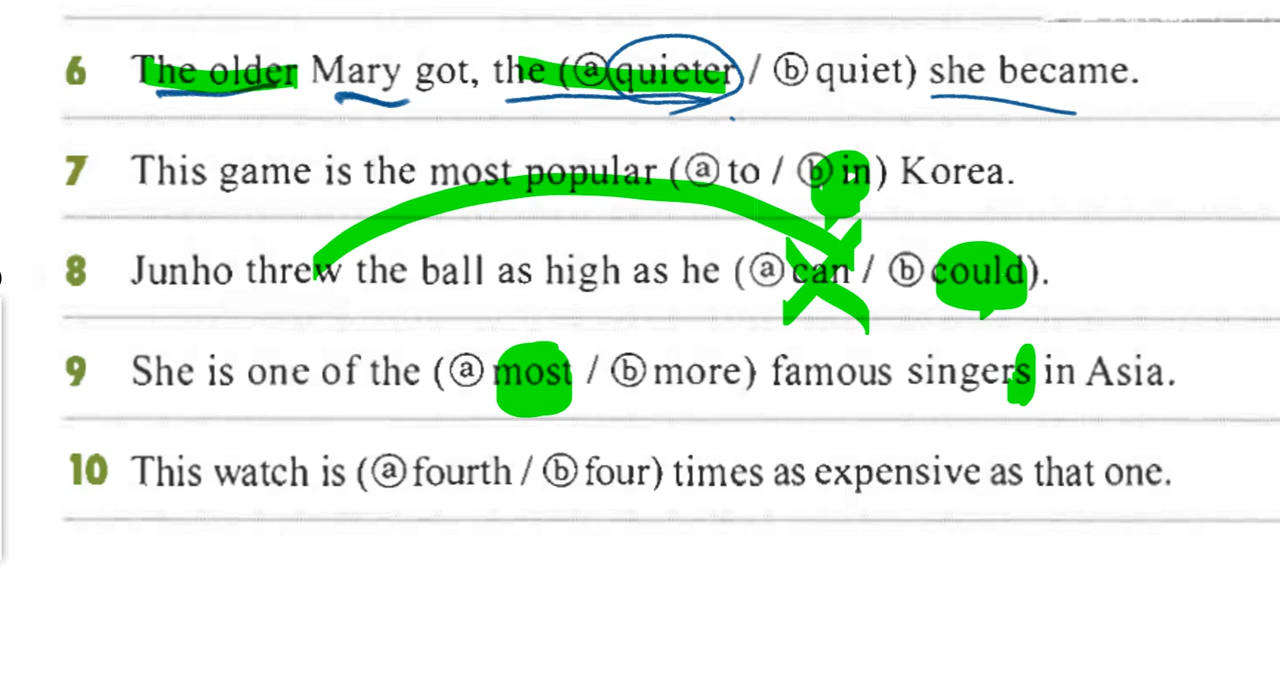 6 The older Mary got, the (ⓐ quieter / ⓑ quiet) she became.
7 This game is the most popular (ⓐ to / ⓑ in) Korea.
8 Junho threw the ball as high as he (ⓐ can / ⓑ could).
9 She is one of the (ⓐ most / ⓑ more) famous singers in Asia.
10 This watch is (ⓐ fourth / ⓑ four) times as expensive as that one.